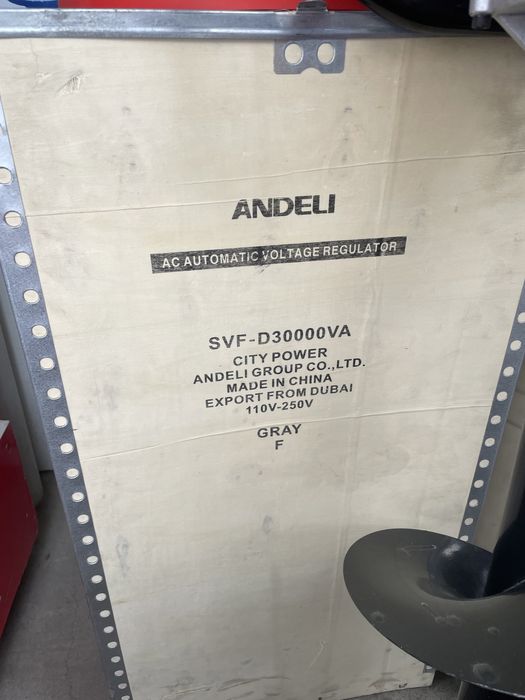 ANDELI
AC AUTOMATIC VOLTAGE REGULATOR
SVF-D30000VA
CITY POWER
ANDELI GROUP CO.,LTD.
MADE IN CHINA
EXPORT FROM DUBAI
110V-250V
GRAY
F